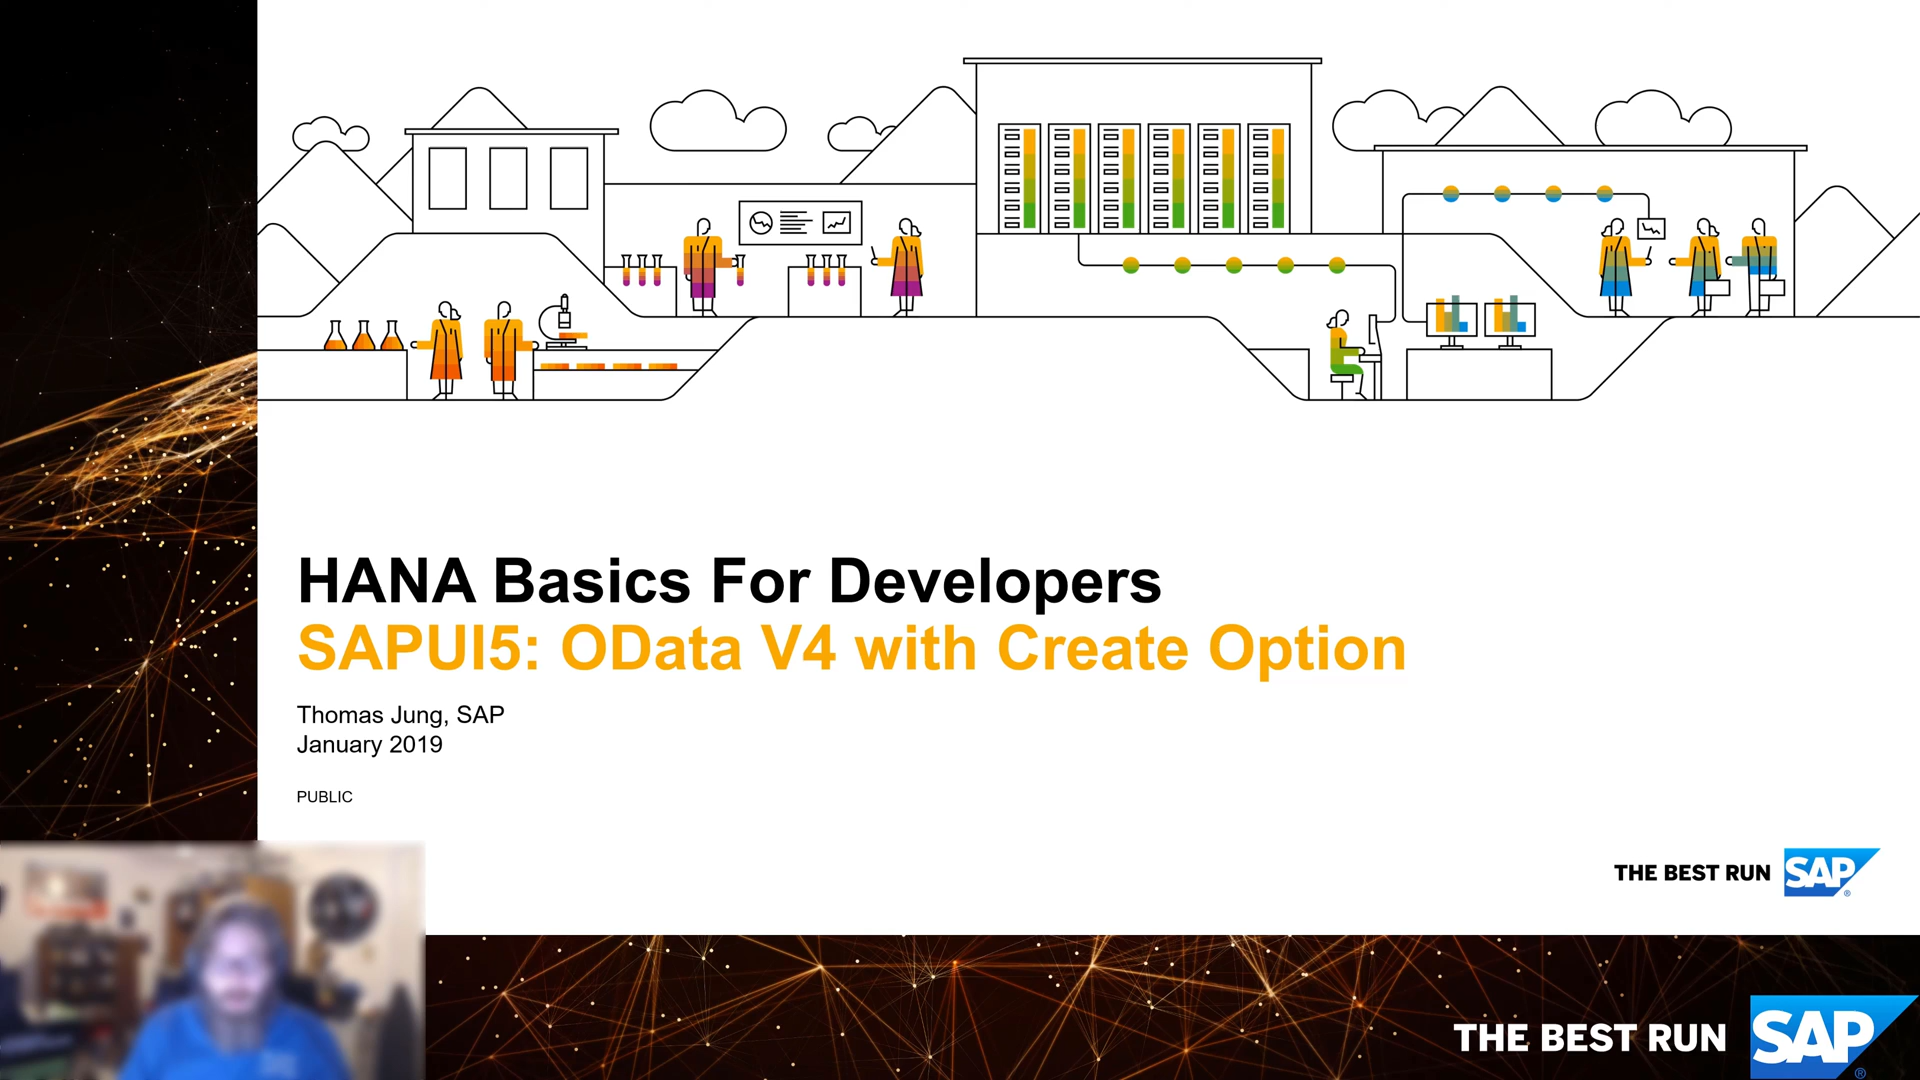 HANA Basics For Developers
SAPUI5: OData V4 with Create Option
Thomas Jung, SAP
January 2019
PUBLIC
THE BEST RUN SAP®
THE BEST RUN SAP®